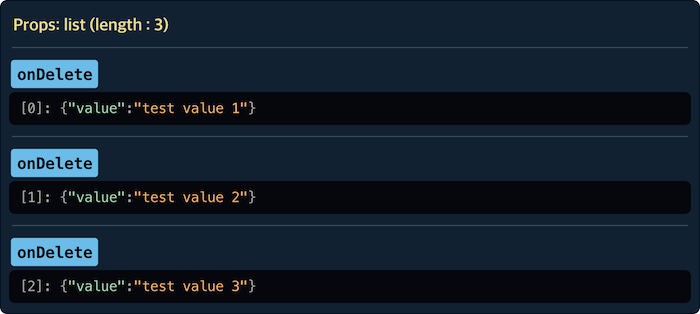 Props: list (length : 3)
onDelete
[0]: {"value":"test value 1"}
onDelete
[1]: {"value":"test value 2"}
onDelete
[2]: {"value":"test value 3"}